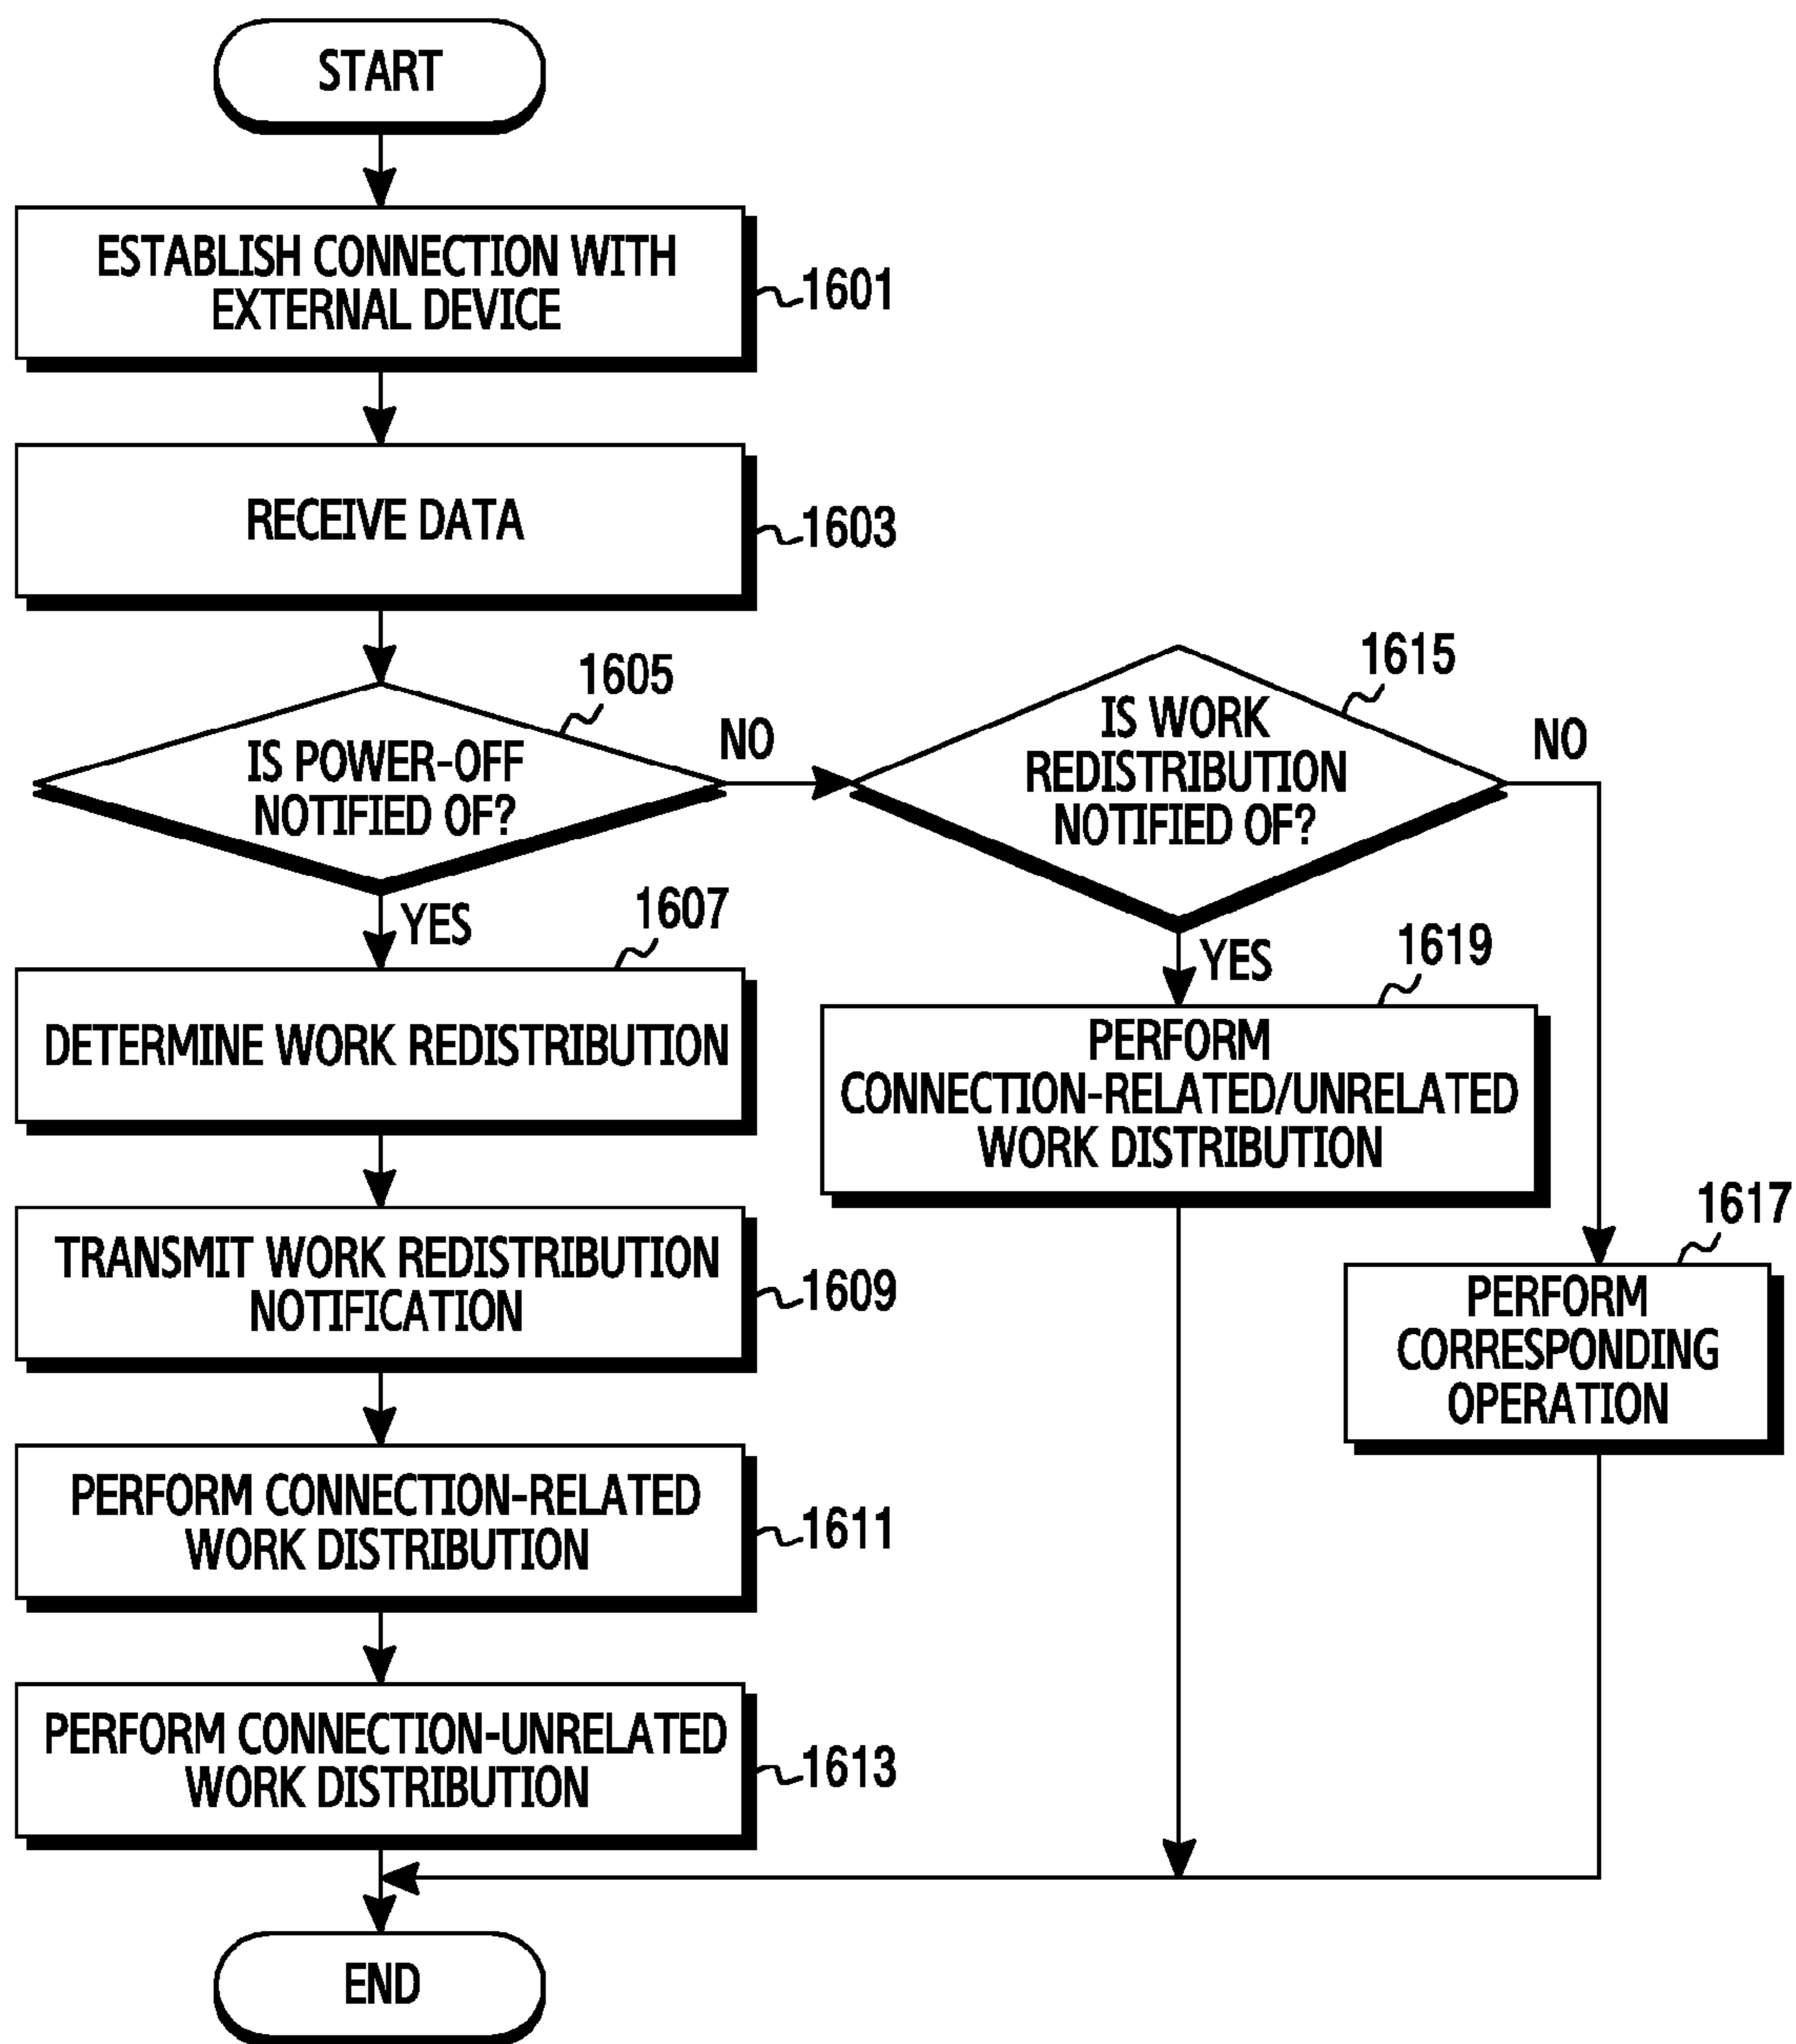 START
ESTABLISH CONNECTION WITH
EXTERNAL DEVICE
1601
RECEIVE DATA
1603
1605
IS POWER-OFF
NOTIFIED OF?
NO
YES
1615
IS WORK
REDISTRIBUTION
NOTIFIED OF?
NO
YES
1607
DETERMINE WORK REDISTRIBUTION
1619
PERFORM
CONNECTION-RELATED/UNRELATED
WORK DISTRIBUTION
1617
PERFORM
CORRESPONDING
OPERATION
TRANSMIT WORK REDISTRIBUTION
NOTIFICATION
1609
PERFORM CONNECTION-RELATED
WORK DISTRIBUTION
1611
PERFORM CONNECTION-UNRELATED
WORK DISTRIBUTION
1613
END